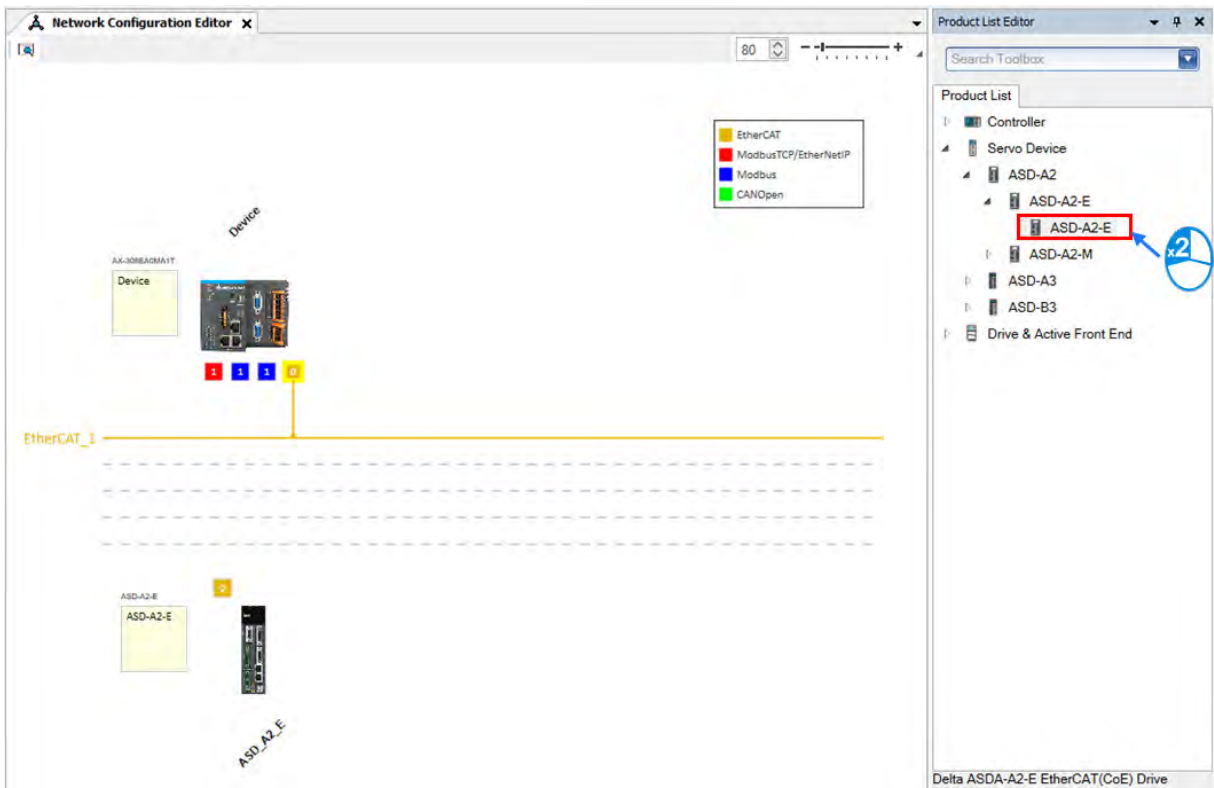 Network Configuration Editor
80
EtherCAT
ModbusTCP/EtherNetIP
Modbus
CANOpen
Device
Device
1 1 1 0
EtherCAT_1
ASD-A2-E
ASD-A2-E
ASD_A2_E
Product List Editor
Search Toolbox
Product List
Controller
Servo Device
ASD-A2
ASD-A2-E
ASD-A2-E
x2
ASD-A2-M
ASD-A3
ASD-B3
Drive & Active Front End
Delta ASDA-A2-E EtherCAT(CoE) Drive